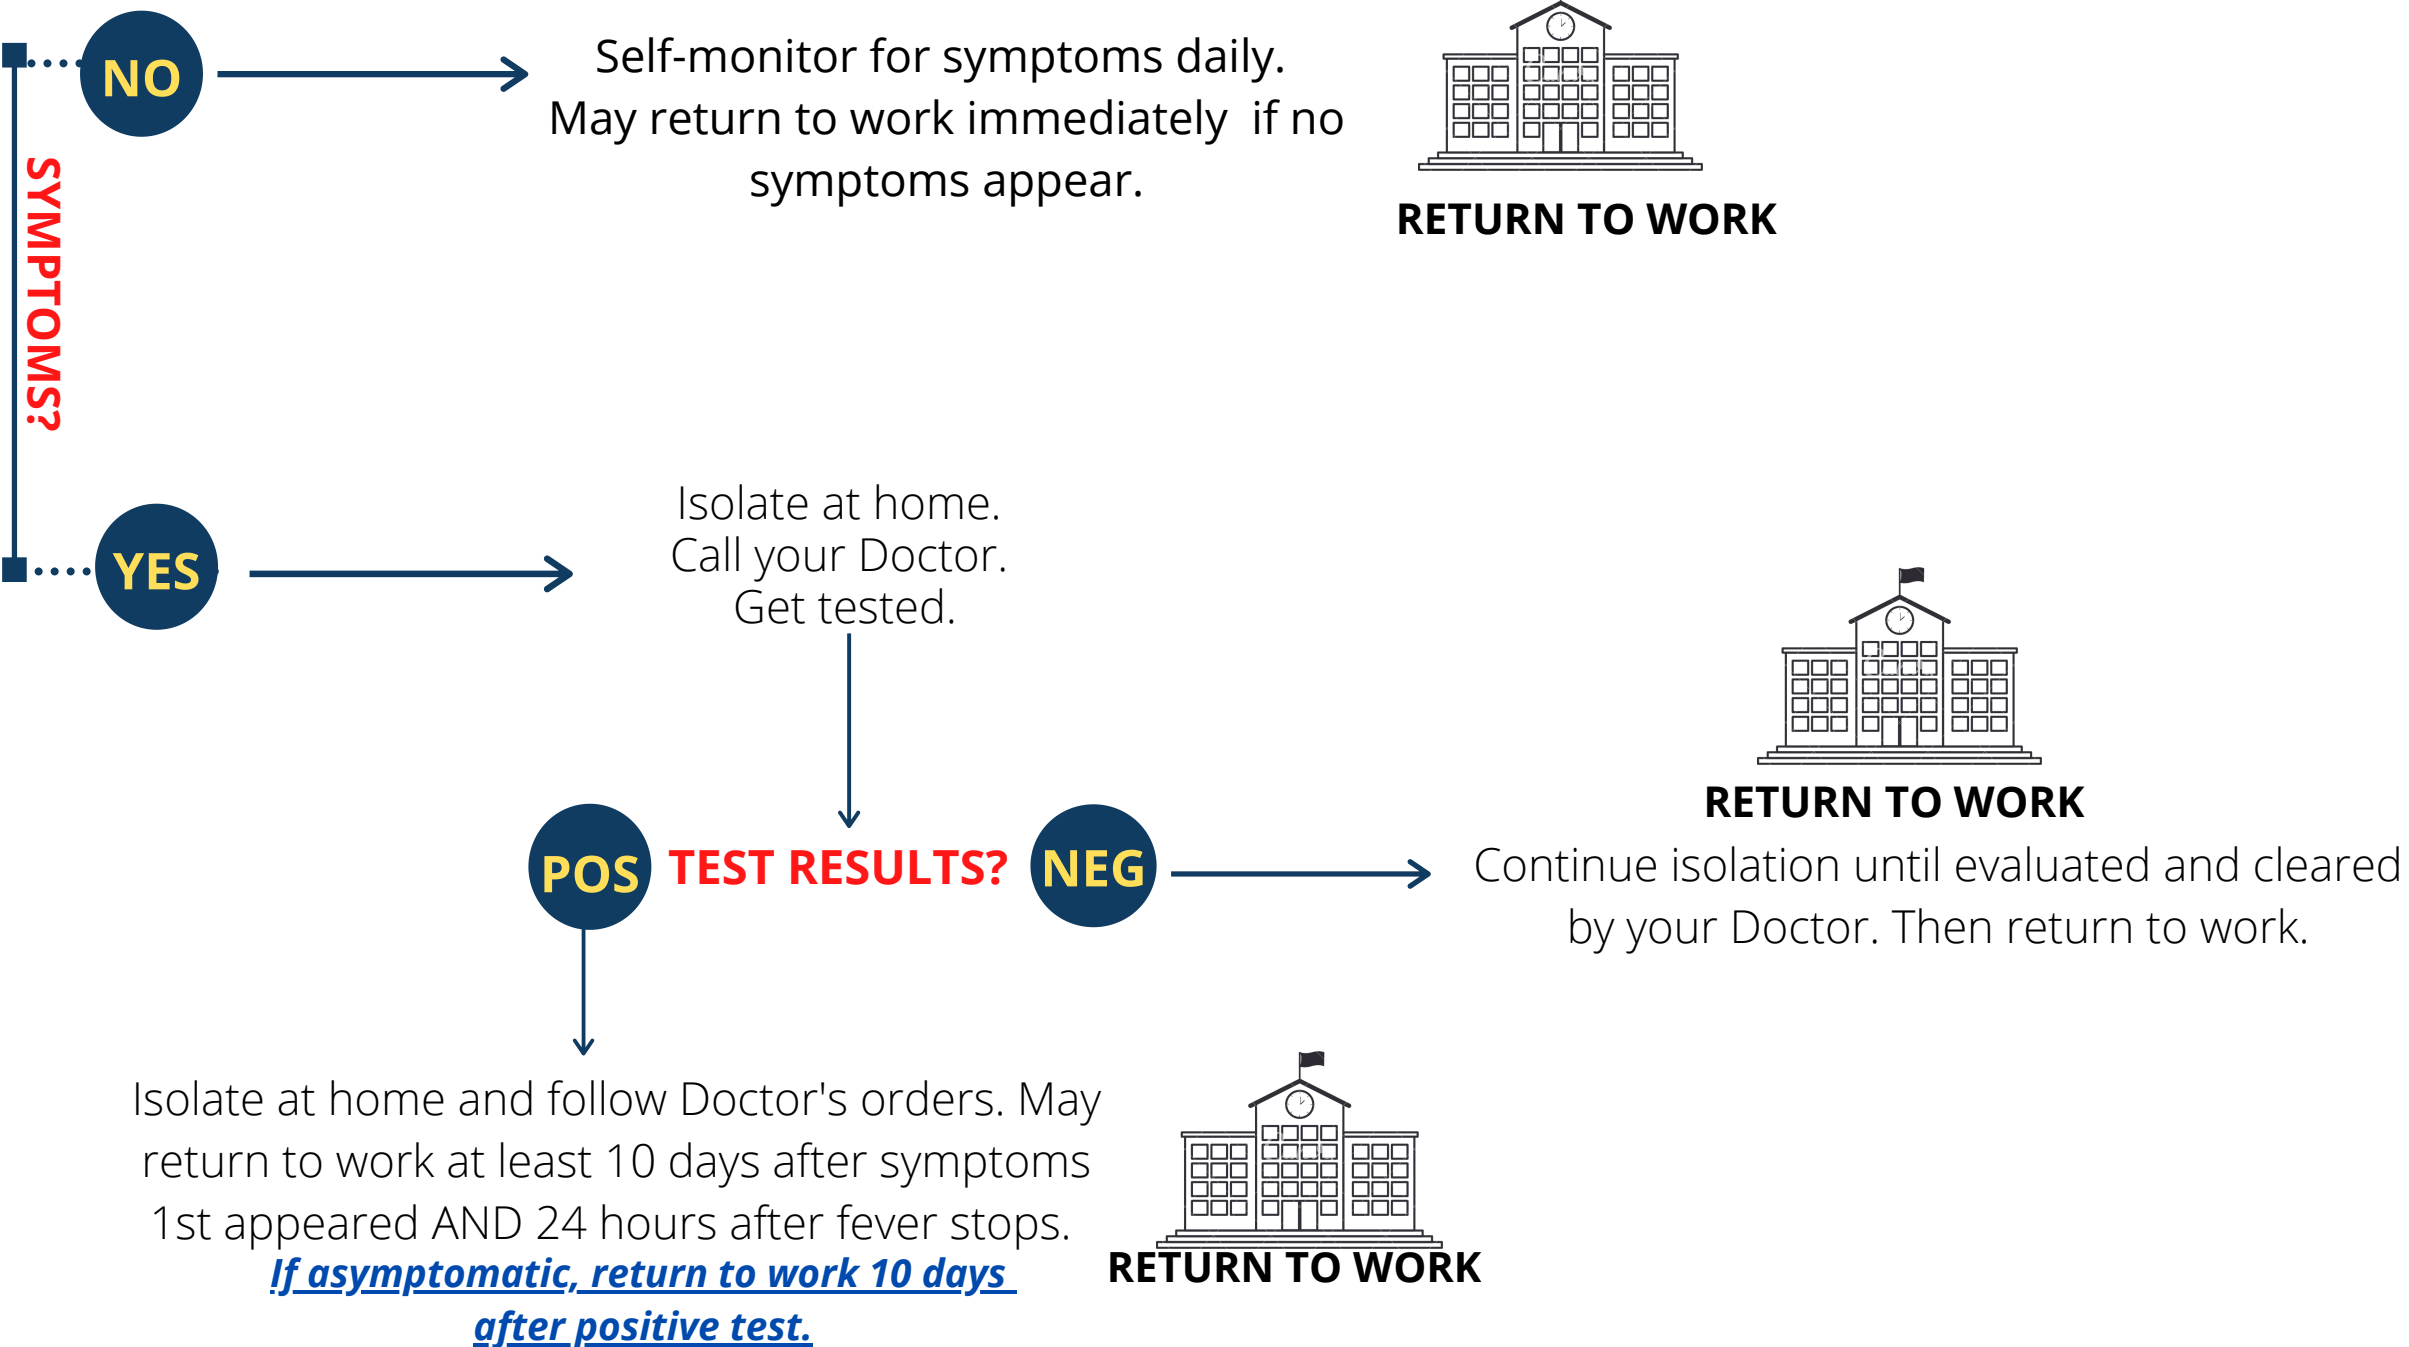 NO
Self-monitor for symptoms daily.
May return to work immediately  if no
symptoms appear.
RETURN TO WORK
SYMPTOMS?
YES
Isolate at home.
Call your Doctor.
Get tested.
POS
TEST RESULTS?
NEG
RETURN TO WORK
Continue isolation until evaluated and cleared
by your Doctor. Then return to work.
Isolate at home and follow Doctor's orders. May
return to work at least 10 days after symptoms
1st appeared AND 24 hours after fever stops.
If asymptomatic, return to work 10 days
after positive test.
RETURN TO WORK